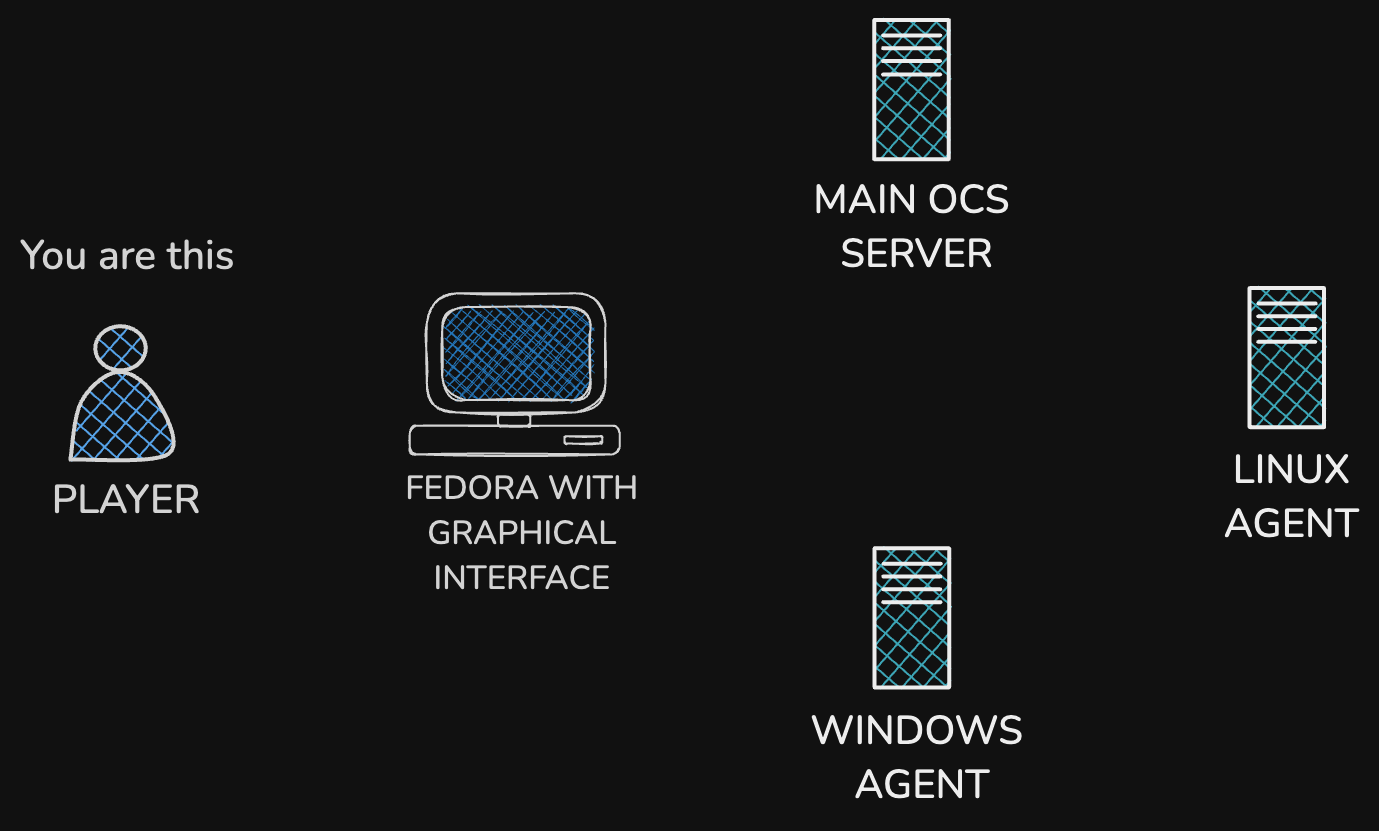 MAIN OCS
SERVER
You are this
PLAYER
FEDORA WITH
GRAPHICAL
INTERFACE
LINUX
AGENT
WINDOWS
AGENT